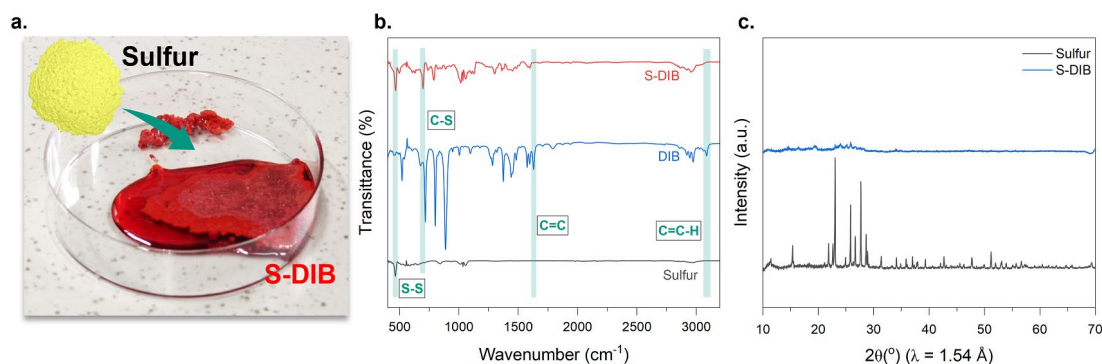 a.
Sulfur
S-DIB
b.
Transittance (%)
S-DIB
C-S
DIB
C=C
C=C-H
S-S
Sulfur
500 1000 1500 2000 2500 3000
Wavenumber (cm⁻¹)
c.
Intensity (a.u.)
Sulfur
S-DIB
10 20 30 40 50 60 70
2θ(°) (λ = 1.54 Å)